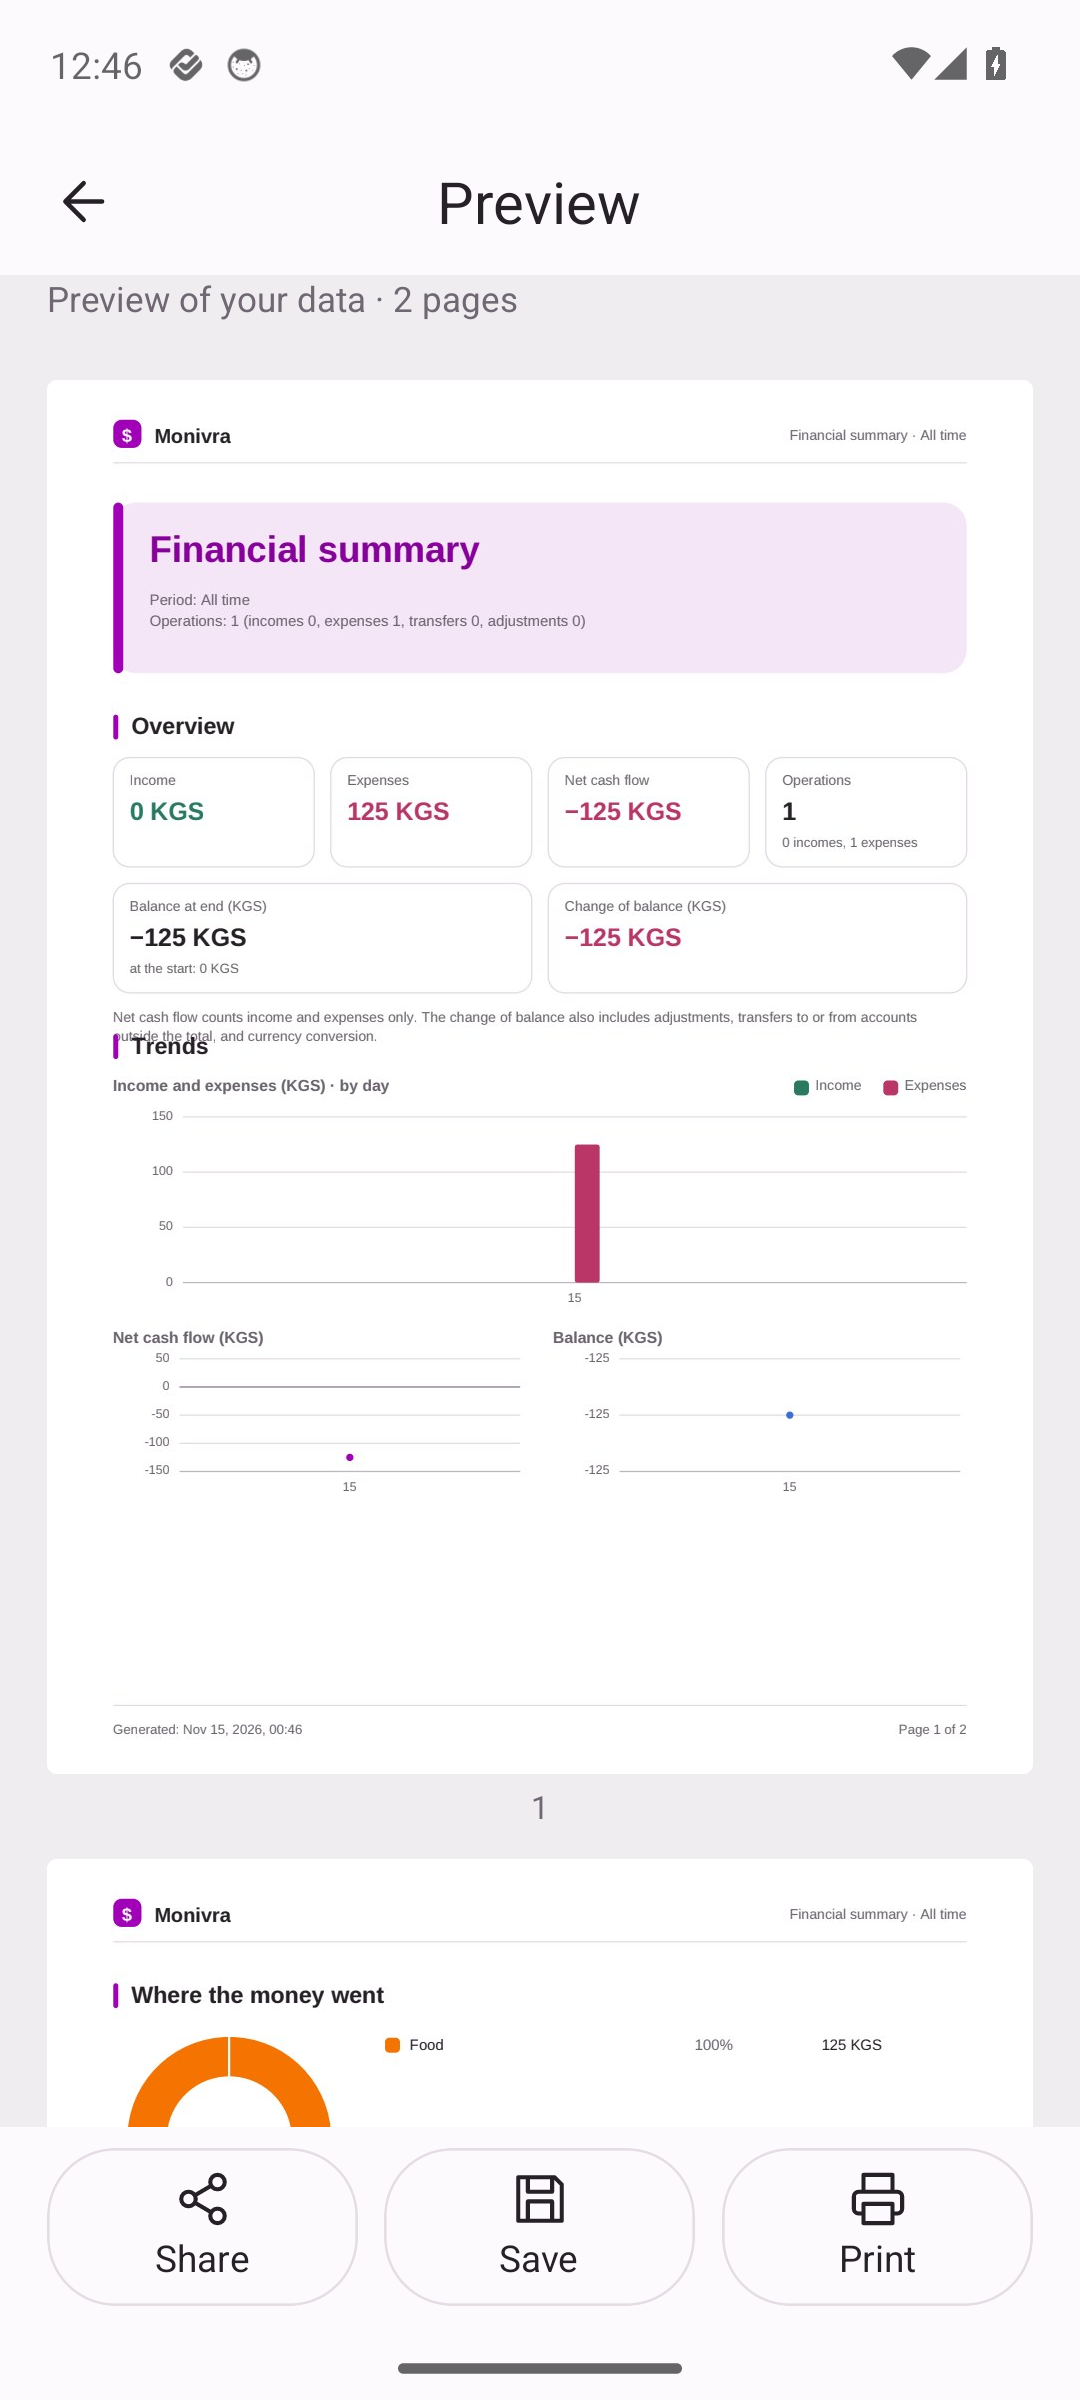 12:46
Preview
Preview of your data · 2 pages
$ Monivra
Financial summary · All time
Financial summary
Period: All time
Operations: 1 (incomes 0, expenses 1, transfers 0, adjustments 0)
Overview
Income
0 KGS
Expenses
125 KGS
Net cash flow
−125 KGS
Operations
1
0 incomes, 1 expenses
Balance at end (KGS)
−125 KGS
at the start: 0 KGS
Change of balance (KGS)
−125 KGS
Net cash flow counts income and expenses only. The change of balance also includes adjustments, transfers to or from accounts
outside the total, and currency conversion.
Trends
Income and expenses (KGS) · by day
Income
Expenses
150
100
50
0
15
Net cash flow (KGS)
50
0
-50
-100
-150
15
Balance (KGS)
-125
-125
-125
15
Generated: Nov 15, 2026, 00:46
Page 1 of 2
1
$ Monivra
Financial summary · All time
Where the money went
Food 100% 125 KGS
Share
Save
Print